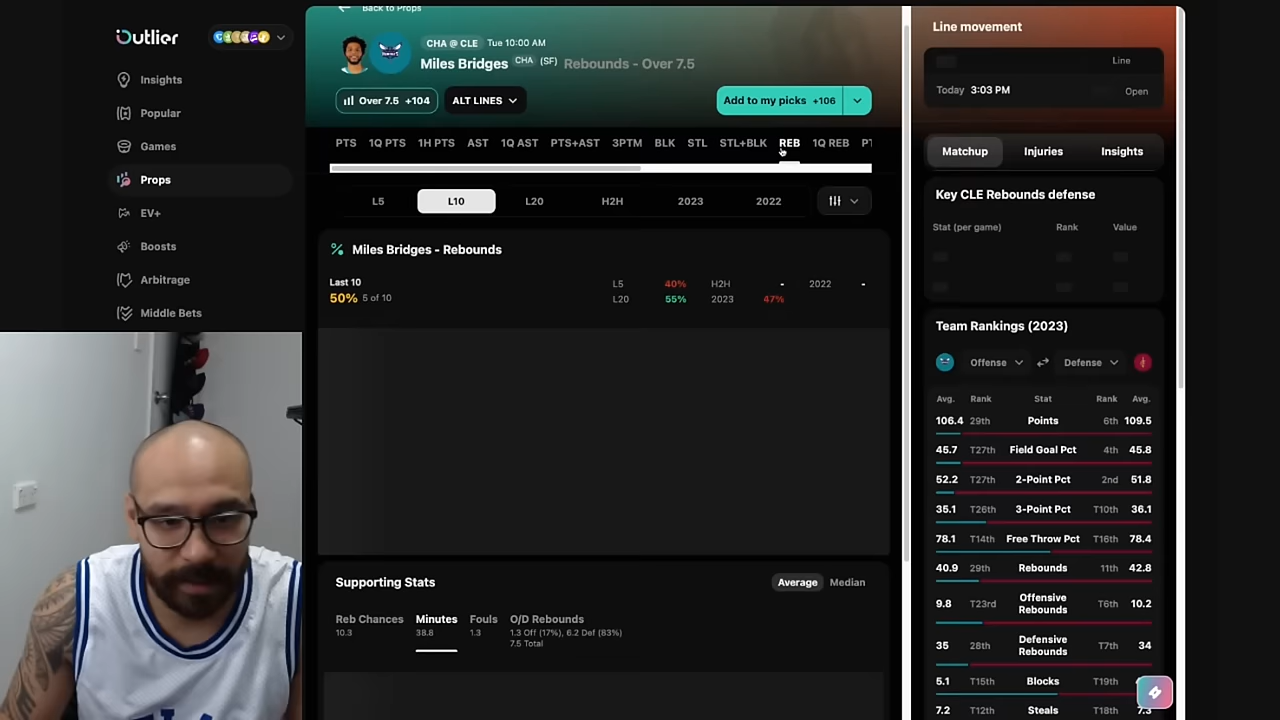 Outlier
Insights
Popular
Games
Props
EV+
Boosts
Arbitrage
Middle Bets
Back to Props
CHA @ CLE Tue 10:00 AM
Miles Bridges CHA (SF) Rebounds - Over 7.5
Over 7.5 +104
ALT LINES
Add to my picks +106
PTS 1Q PTS 1H PTS AST 1Q AST PTS+AST 3PTM BLK STL STL+BLK REB 1Q REB
L5 L10 L20 H2H 2023 2022
Miles Bridges - Rebounds
Last 10
50% 5 of 10
L5 40% H2H - 2022 -
L20 55% 2023 47%
Supporting Stats
Average Median
Reb Chances Minutes Fouls O/D Rebounds
10.3 38.8 1.3 1.3 Off (17%), 6.2 Def (83%)
7.5 Total
Line movement
Line
Today 3:03 PM Open
Matchup Injuries Insights
Key CLE Rebounds defense
Stat (per game) Rank Value
Team Rankings (2023)
Offense Defense
Avg. Rank Stat Rank Avg.
106.4 29th Points 6th 109.5
45.7 T27th Field Goal Pct 4th 45.8
52.2 T27th 2-Point Pct 2nd 51.8
35.1 T26th 3-Point Pct T10th 36.1
78.1 T14th Free Throw Pct T16th 78.4
40.9 29th Rebounds 11th 42.8
9.8 T23rd Offensive Rebounds T6th 10.2
35 28th Defensive Rebounds T7th 34
5.1 T15th Blocks T19th
7.2 T12th Steals T18th 7.3